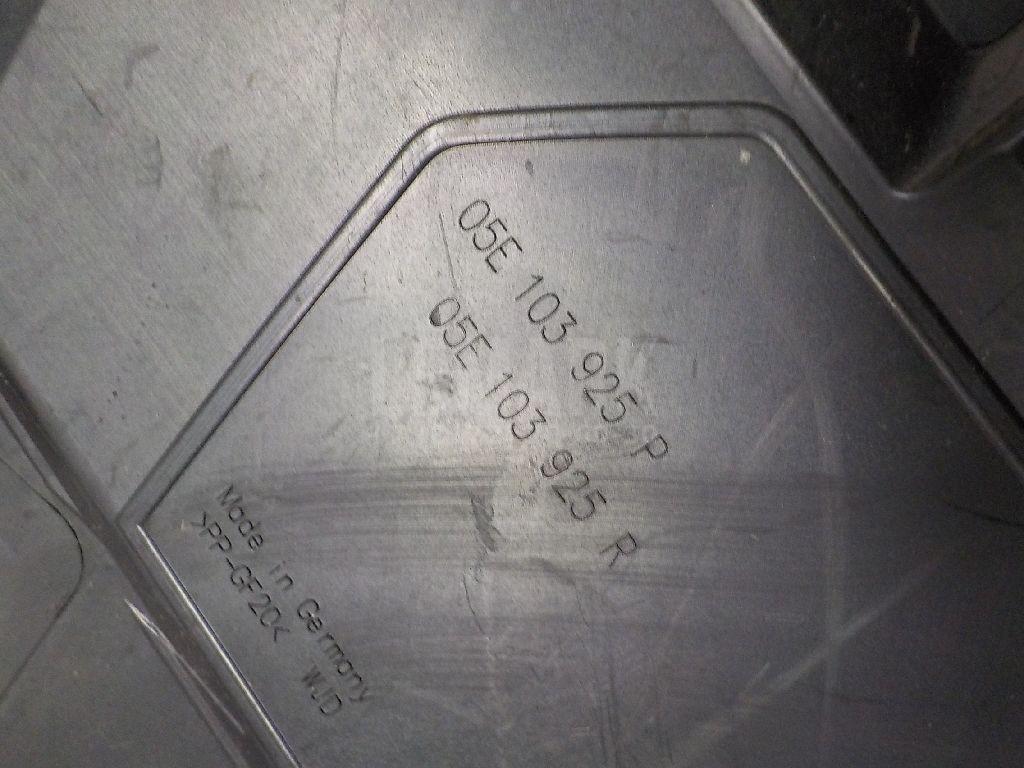 05E 103 925 P
05E 103 925 R
Made in Germany
>PP-GF20< WJD